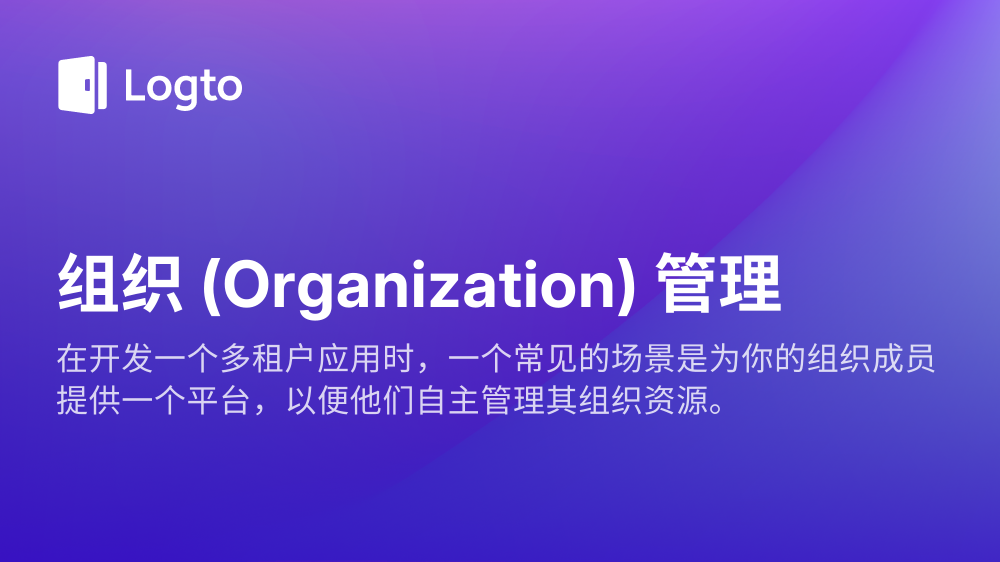 Logto
组织 (Organization) 管理
在开发一个多租户应用时，一个常见的场景是为你的组织成员
提供一个平台，以便他们自主管理其组织资源。